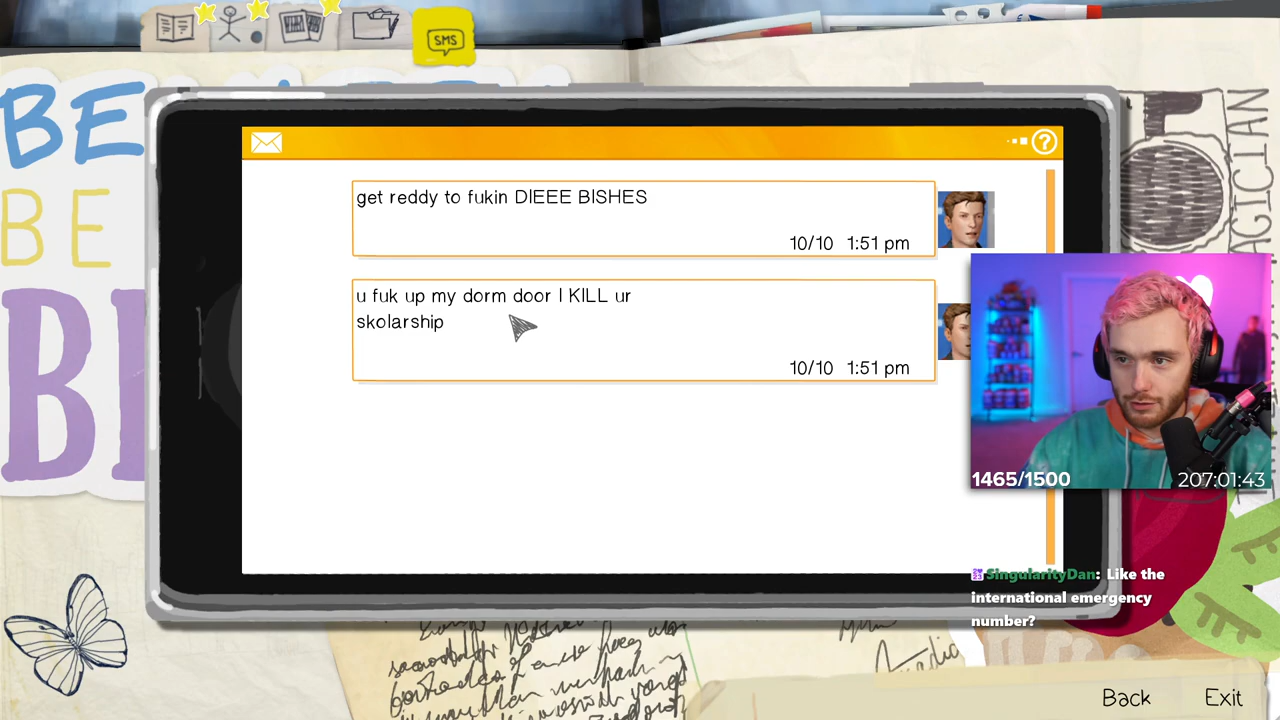 SMS
BE
BE
B
AGICIAN
get reddy to fukin DIEEE BISHES
10/10 1:51 pm
u fuk up my dorm door I KILL ur
skolarship
10/10 1:51 pm
1465/1500
207:01:43
SingularityDan: Like the
international emergency
number?
Back
Exit